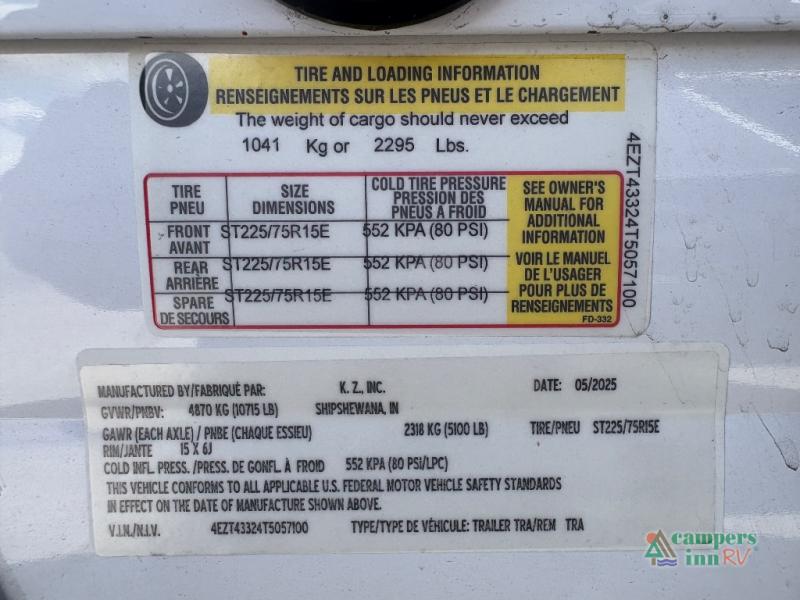 TIRE AND LOADING INFORMATION
RENSEIGNEMENTS SUR LES PNEUS ET LE CHARGEMENT
The weight of cargo should never exceed
1041 Kg or 2295 Lbs.
TIRE PNEU
SIZE DIMENSIONS
COLD TIRE PRESSURE
PRESSION DES
PNEUS A FROID
FRONT AVANT ST225/75R15E 552 KPA (80 PSI)
REAR ARRIÈRE ST225/75R15E 552 KPA (80 PSI)
SPARE DE SECOURS ST225/75R15E 552 KPA (80 PSI)
SEE OWNER'S
MANUAL FOR
ADDITIONAL
INFORMATION
VOIR LE MANUEL
DE L'USAGER
POUR PLUS DE
RENSEIGNEMENTS
FD-332
4EZT43324T5057100
MANUFACTURED BY/FABRIQUÉ PAR: K. Z., INC. DATE: 05/2025
GVWR/PNBV: 4870 KG (10715 LB) SHIPSHEWANA, IN
GAWR (EACH AXLE) / PNBE (CHAQUE ESSIEU) 2318 KG (5100 LB) TIRE/PNEU ST225/75R15E
RIM/JANTE 15 X 6J
COLD INFL. PRESS. /PRESS. DE GONFL. À FROID 552 KPA (80 PSI/LPC)
THIS VEHICLE CONFORMS TO ALL APPLICABLE U.S. FEDERAL MOTOR VEHICLE SAFETY STANDARDS
IN EFFECT ON THE DATE OF MANUFACTURE SHOWN ABOVE.
V.I.N./N.I.V. 4EZT43324T5057100 TYPE/TYPE DE VÉHICULE: TRAILER TRA/REM TRA
campers
inn RV